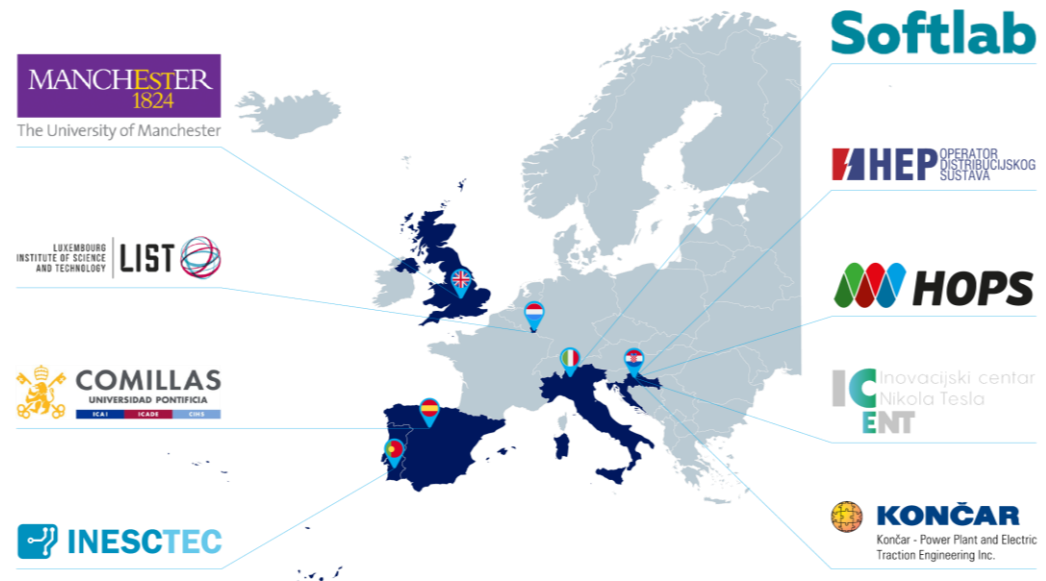 MANCHESTER
1824
The University of Manchester
LUXEMBOURG
INSTITUTE OF SCIENCE
AND TECHNOLOGY
LIST
COMILLAS
UNIVERSIDAD PONTIFICIA
ICAI ICADE CIHS
INESCTEC
Softlab
HEP OPERATOR
DISTRIBUCIJSKOG
SUSTAVA
HOPS
IC Inovacijski centar
Nikola Tesla
ENT
KONČAR
Končar - Power Plant and Electric
Traction Engineering Inc.